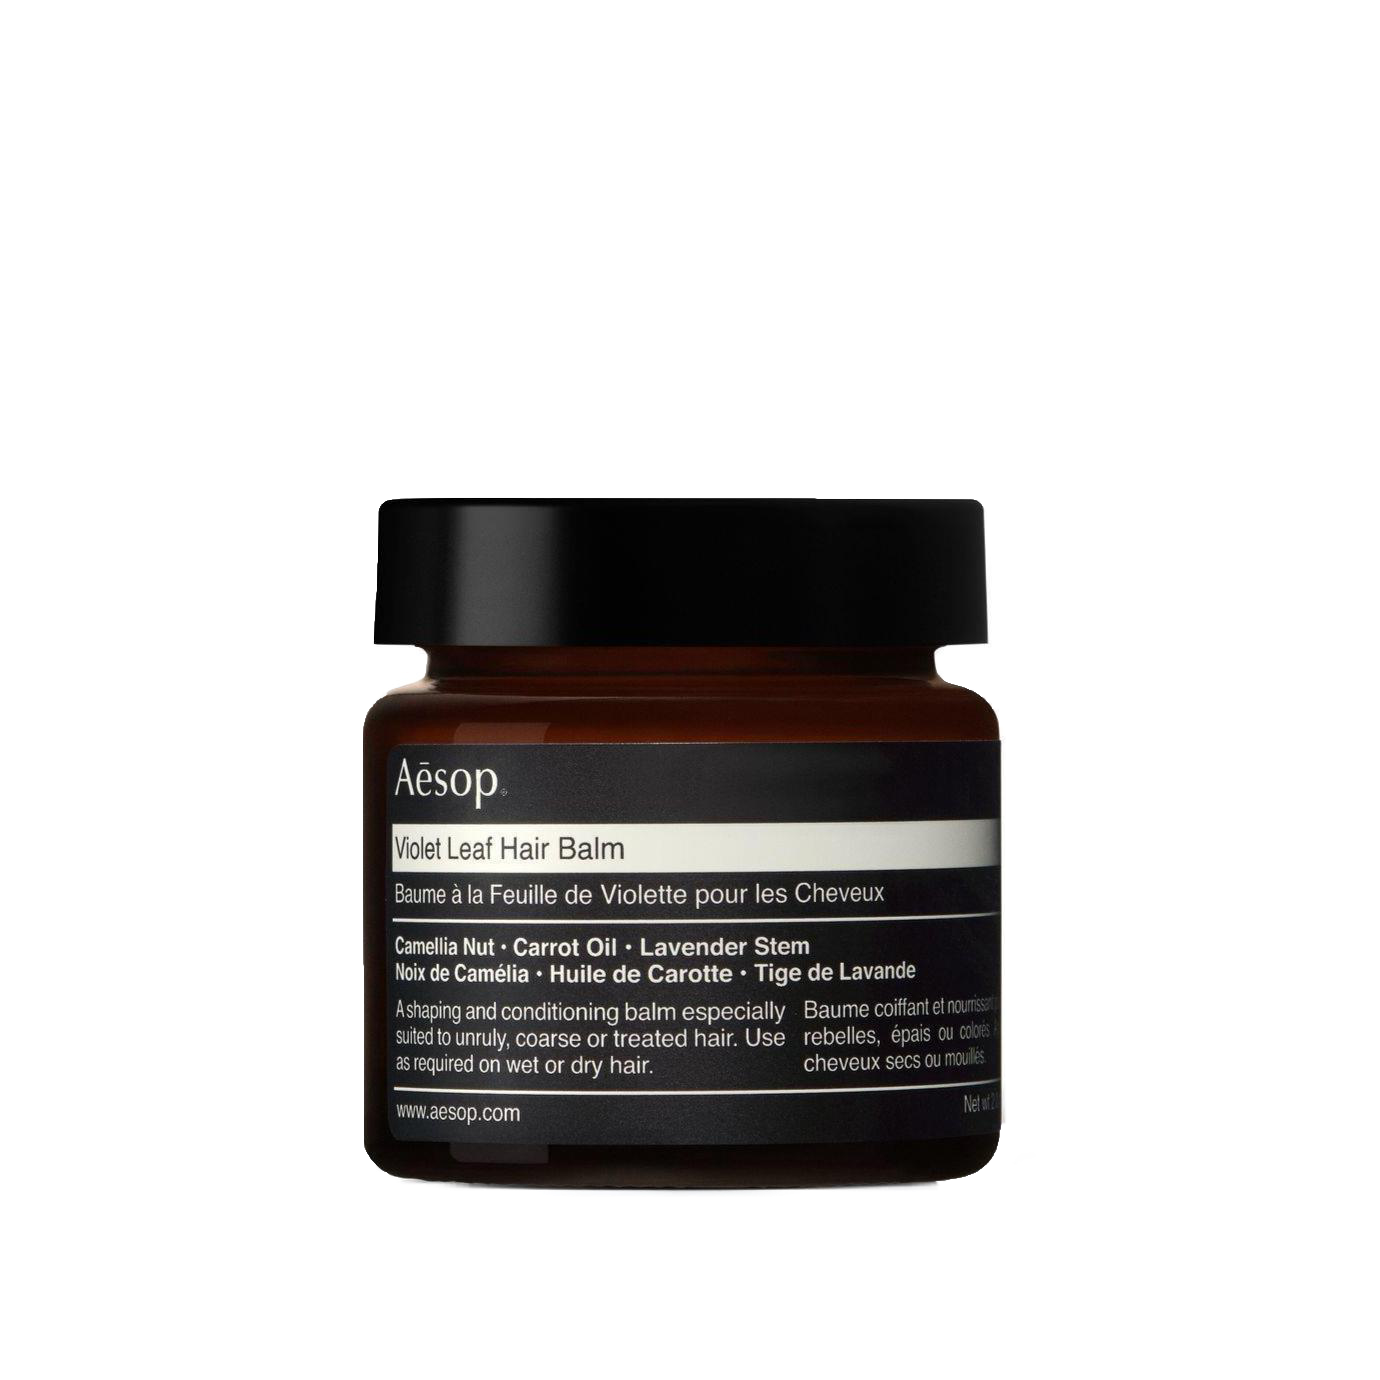 Aēsop
Violet Leaf Hair Balm
Baume à la Feuille de Violette pour les Cheveux
Camellia Nut • Carrot Oil • Lavender Stem
Noix de Camélia • Huile de Carotte • Tige de Lavande
A shaping and conditioning balm especially
suited to unruly, coarse or treated hair. Use
as required on wet or dry hair.
Baume coiffant et nourrissant
rebelles, épais ou colorés.
cheveux secs ou mouillés.
www.aesop.com
Net wt